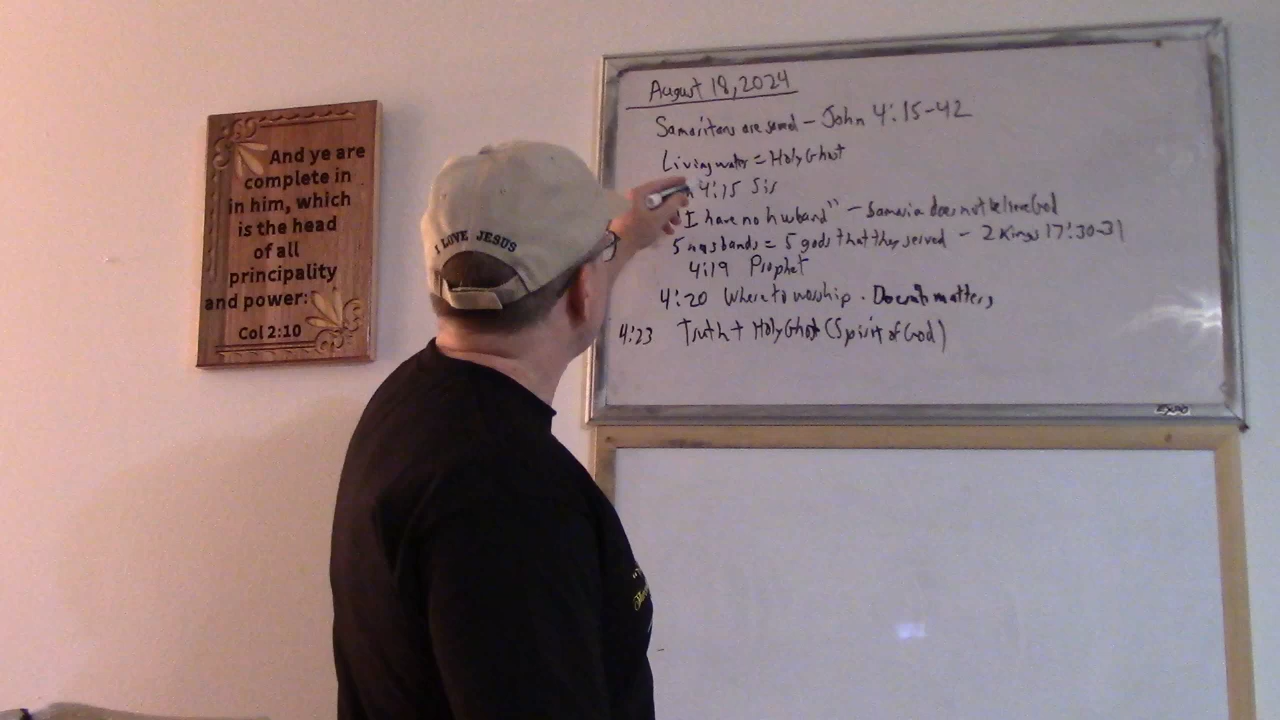 And ye are
complete in
in him, which
is the head
of all
principality
and power:
Col 2:10
I LOVE JESUS
August 18, 2024
Samaritans are saved - John 4:15-42
Living water = Holy Ghost
4:15 Sir
"I have no husband" - Samaria does not believe God
5 husbands = 5 gods that they served - 2 Kings 17:30-31
4:19 Prophet
4:20 Where to worship. Doesn't matter,
4:23 Truth + Holy Ghost (Spirit of God)
EXPO